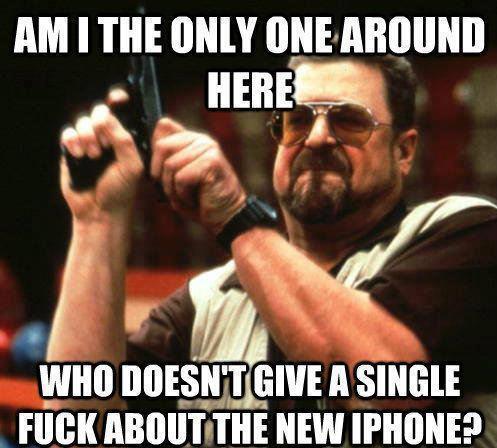 AM I THE ONLY ONE AROUND
HERE
WHO DOESN'T GIVE A SINGLE
FUCK ABOUT THE NEW IPHONE?